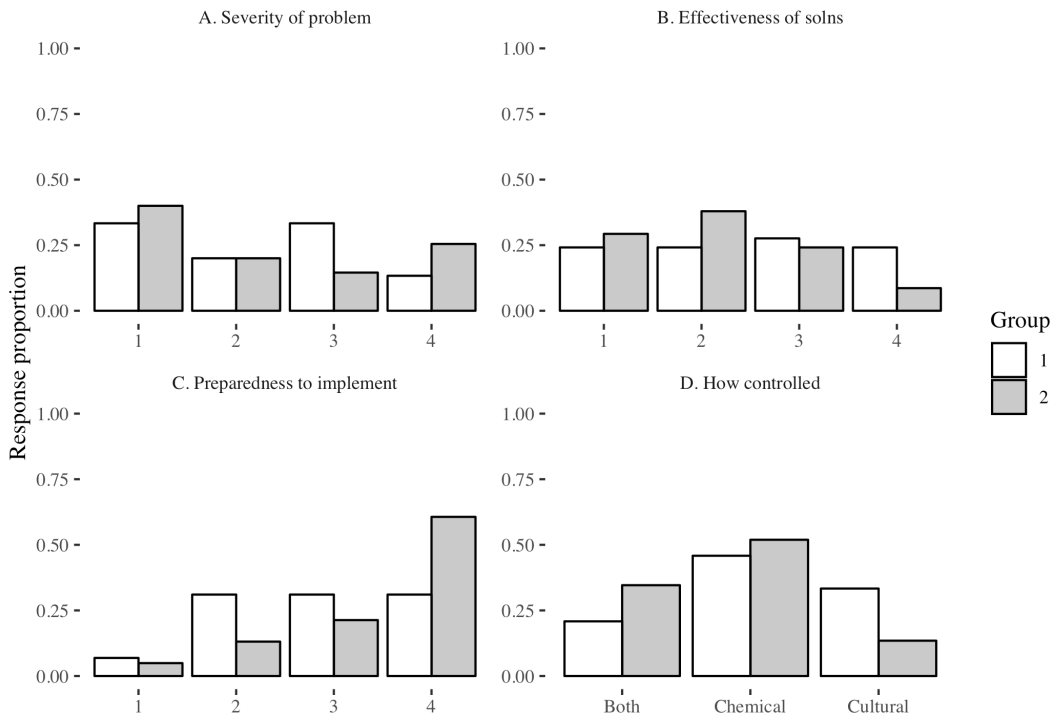 A. Severity of problem
B. Effectiveness of solns
1.00
0.75
0.50
0.25
0.00
1 2 3 4
1.00
0.75
0.50
0.25
0.00
1 2 3 4
Response proportion
C. Preparedness to implement
D. How controlled
1.00
0.75
0.50
0.25
0.00
1 2 3 4
1.00
0.75
0.50
0.25
0.00
Both Chemical Cultural
Group
1
2